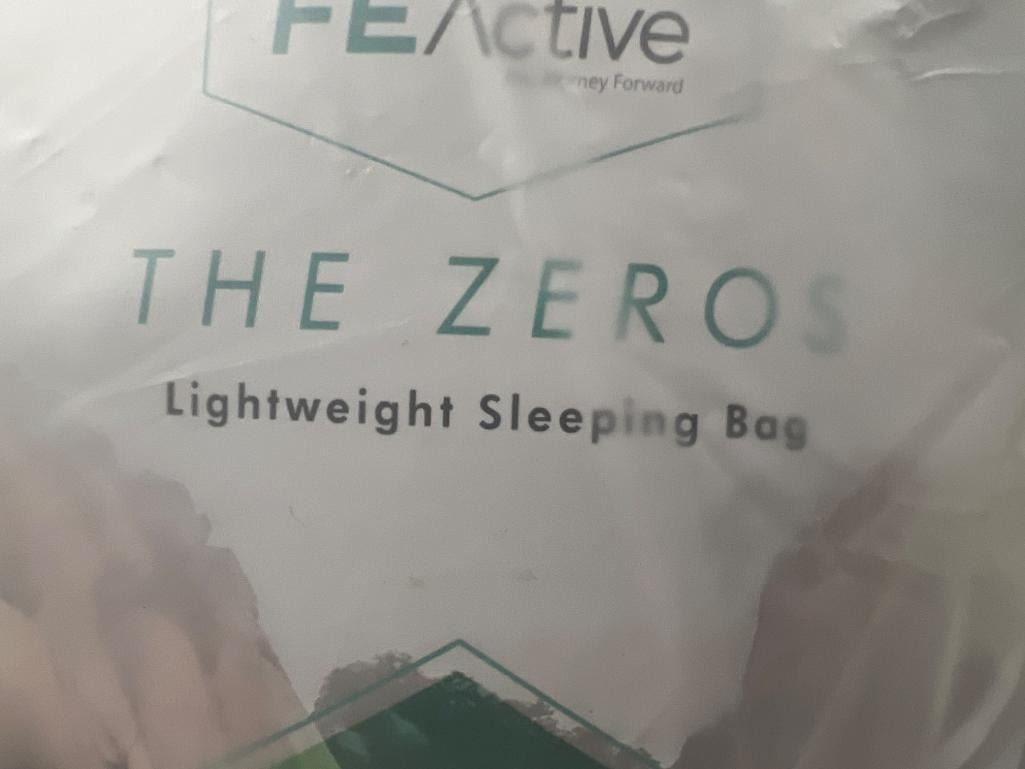 FEActive
Forward
THE ZEROS
Lightweight Sleeping Bag